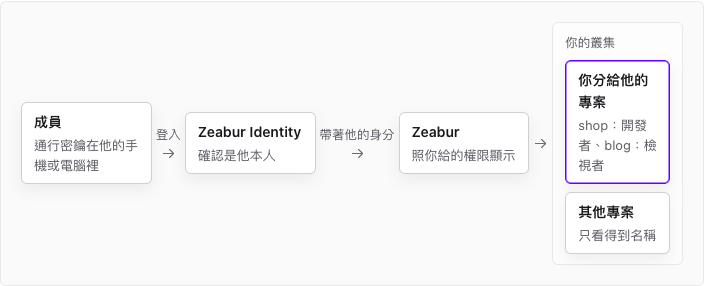 你的叢集
你分給他的
專案
shop：開發
者、blog：檢
視者
成員
通行密鑰在他的手
機或電腦裡
登入
→
Zeabur Identity
確認是他本人
帶著他的身分
→
Zeabur
照你給的權限顯示
→
其他專案
只看得到名稱